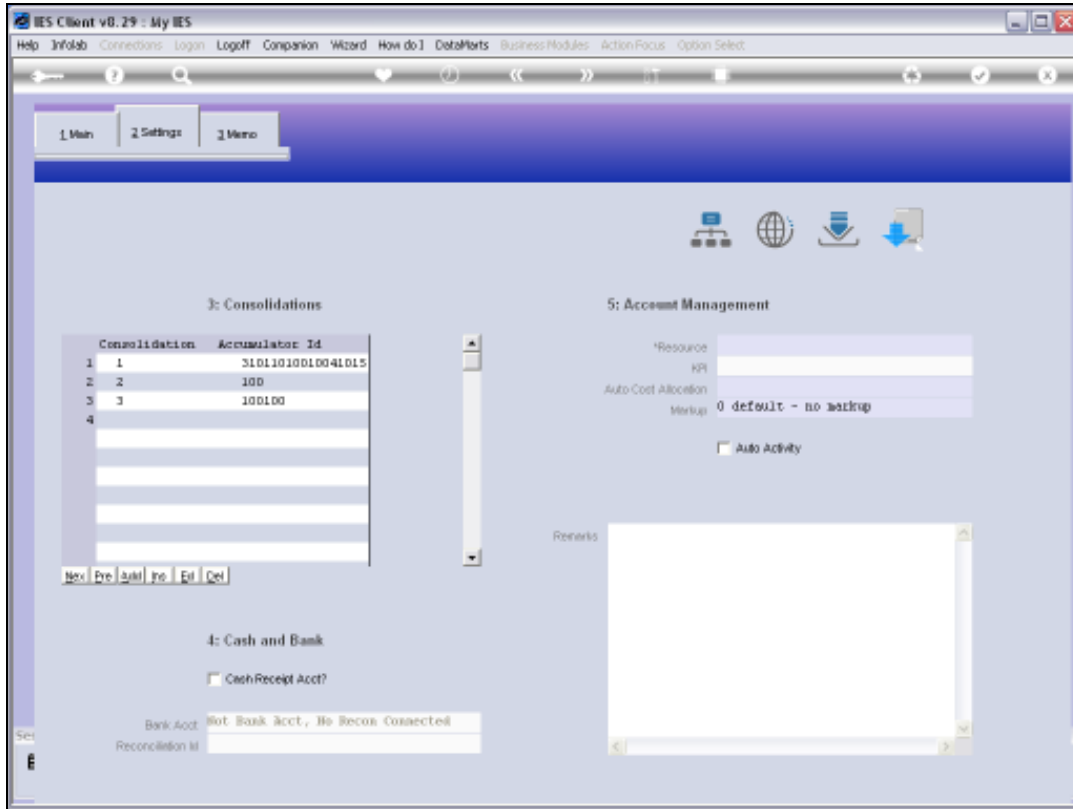 IES Client v8.29 : My IES
Help Infolab Connections Logon Logoff Companion Wizard How do I DataMarts Business Modules Action Focus Option Select
1 Main 2 Settings 3 Memo
3: Consolidations
Consolidation Accumulator Id
1 1 31011010010041015
2 2 100
3 3 100100
4
Nex Pre Add Ins Ed Del
4: Cash and Bank
Cash Receipt Acct?
Bank Acct Not Bank Acct, No Recon Connected
Reconciliation Id
5: Account Management
*Resource
KPI
Auto Cost Allocation
Markup 0 default - no markup
Auto Activity
Remarks